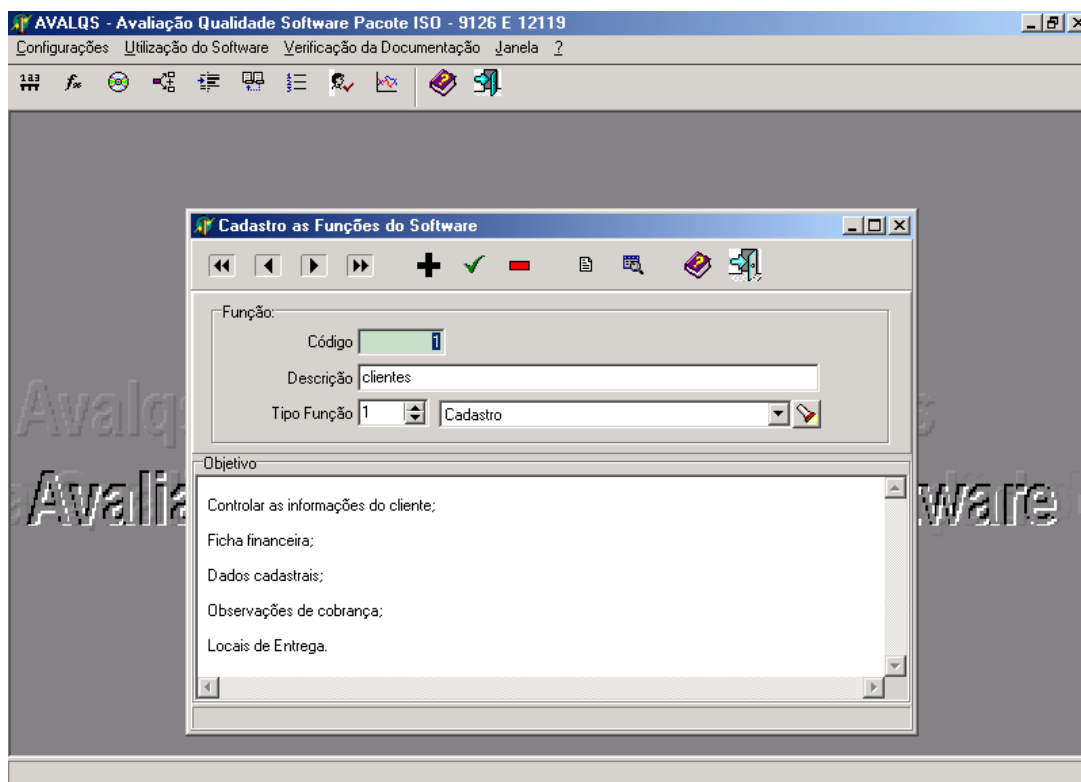 AVALQS - Avaliação Qualidade Software Pacote ISO - 9126 E 12119
Configurações Utilização do Software Verificação da Documentação Janela ?
123
fx
Cadastro as Funções do Software
Função:
Código 1
Descrição clientes
Tipo Função 1 Cadastro
Objetivo
Controlar as informações do cliente;
Ficha financeira;
Dados cadastrais;
Observações de cobrança;
Locais de Entrega.